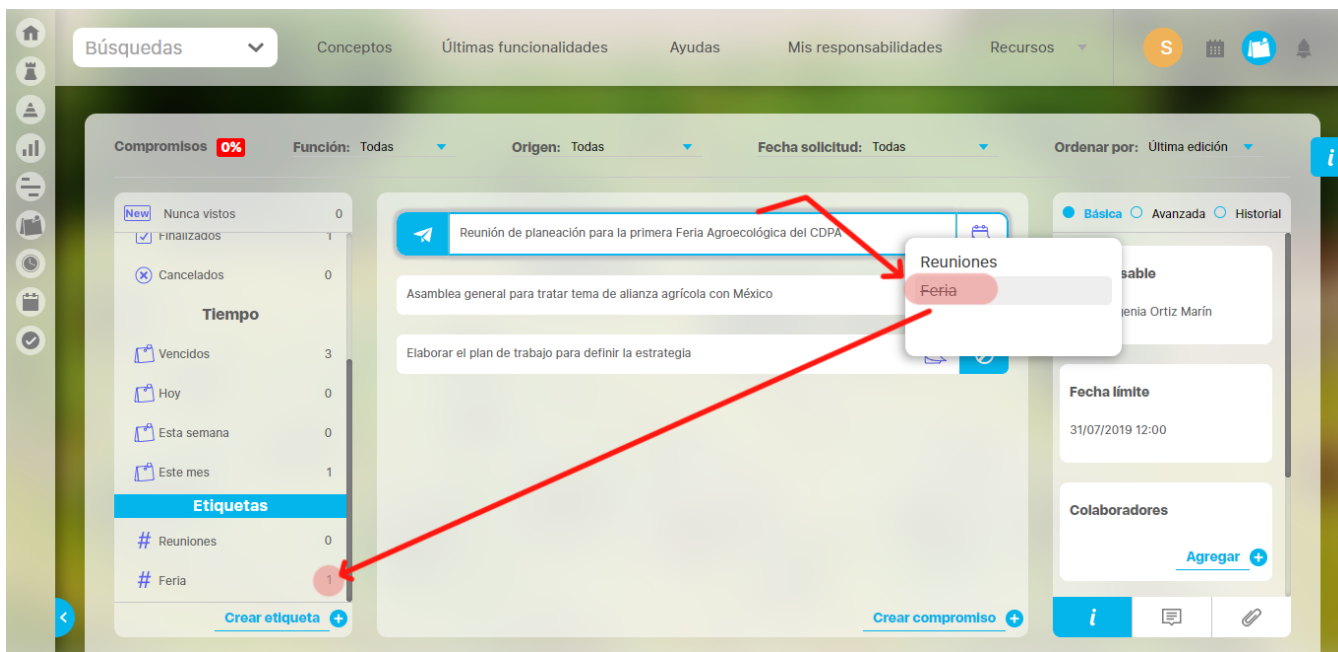 Búsquedas
Conceptos
Últimas funcionalidades
Ayudas
Mis responsabilidades
Recursos
S
Compromisos 0%
Función: Todas
Origen: Todas
Fecha solicitud: Todas
Ordenar por: Última edición
i
New Nunca vistos 0
Finalizados 1
Cancelados 0
Tiempo
Vencidos 3
Hoy 0
Esta semana 0
Este mes 1
Etiquetas
# Reuniones 0
# Feria 1
Crear etiqueta
Reunión de planeación para la primera Feria Agroecológica del CDPA
Asamblea general para tratar tema de alianza agrícola con México
Elaborar el plan de trabajo para definir la estrategia
Reuniones
Feria
Crear compromiso
Básica
Avanzada
Historial
Ortiz Marín
Fecha límite
31/07/2019 12:00
Colaboradores
Agregar
i